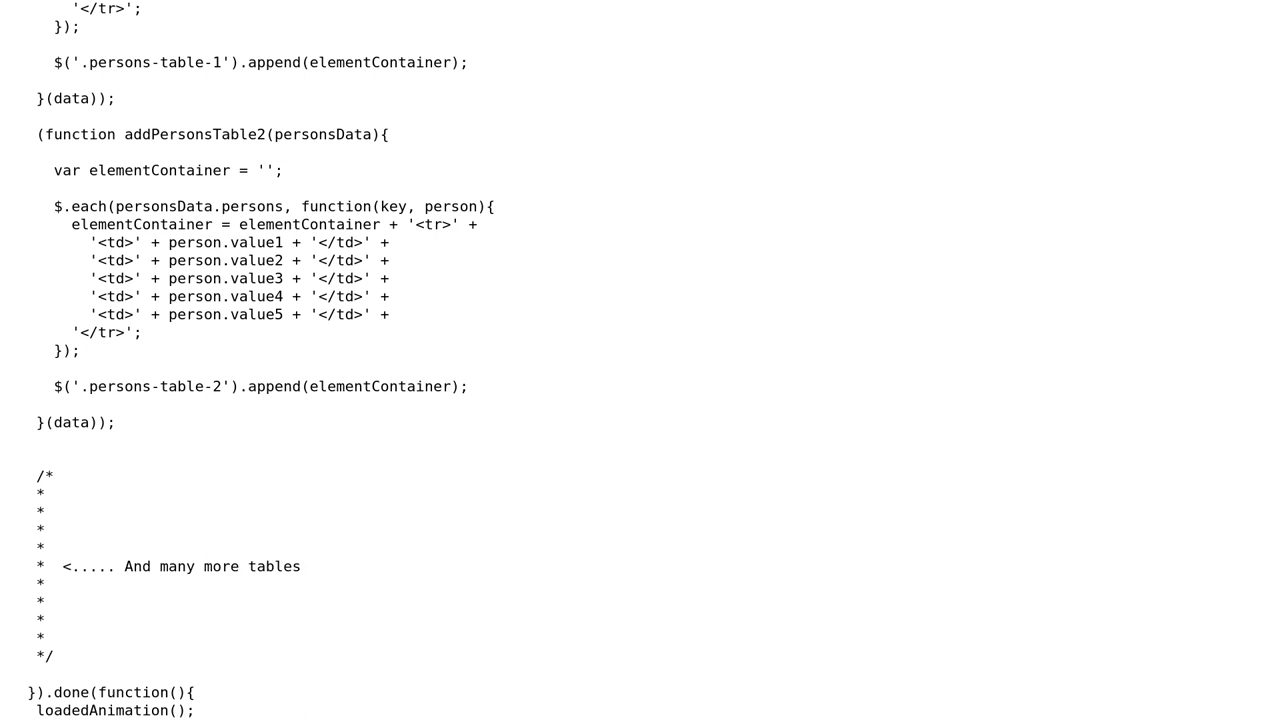 '</tr>';
});
$('.persons-table-1').append(elementContainer);
}(data));
(function addPersonsTable2(personsData){
var elementContainer = '';
$.each(personsData.persons, function(key, person){
elementContainer = elementContainer + '<tr>' +
'<td>' + person.value1 + '</td>' +
'<td>' + person.value2 + '</td>' +
'<td>' + person.value3 + '</td>' +
'<td>' + person.value4 + '</td>' +
'<td>' + person.value5 + '</td>' +
'</tr>';
});
$('.persons-table-2').append(elementContainer);
}(data));
/*
*
*
*
*
* <..... And many more tables
*
*
*
*
*/
}).done(function(){
loadedAnimation();